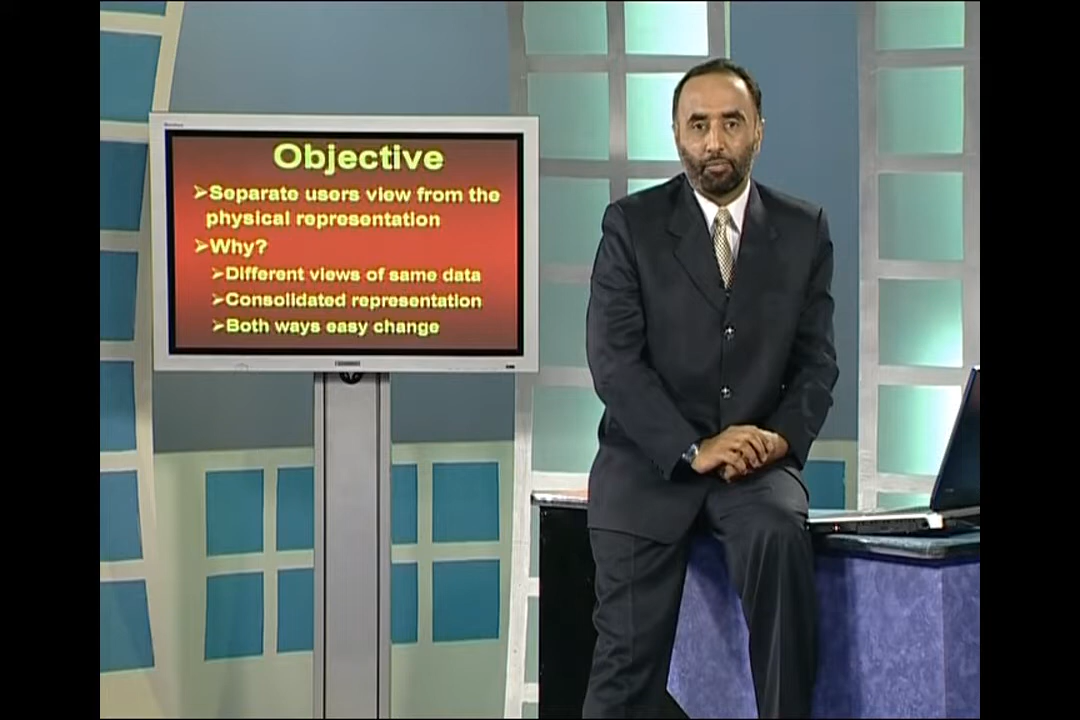 Objective
➢Separate users view from the
physical representation
➢Why?
➢Different views of same data
➢Consolidated representation
➢Both ways easy change